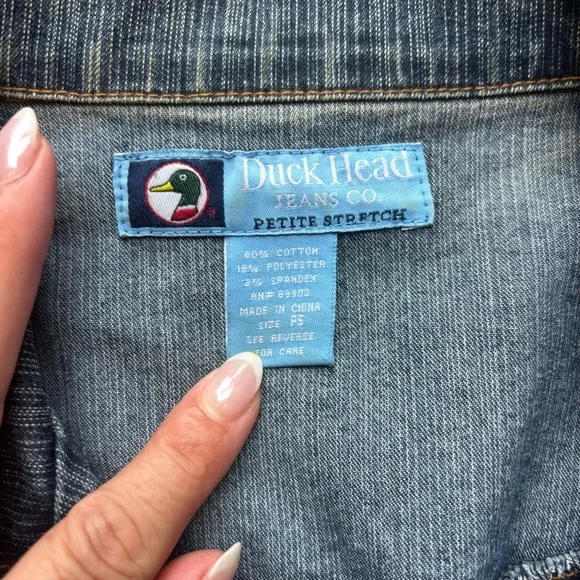 Duck Head
JEANS CO.
PETITE STRETCH
80% COTTON
18% POLYESTER
2% SPANDEX
RN# 89302
MADE IN CHINA
SIZE PS
SEE REVERSE
FOR CARE